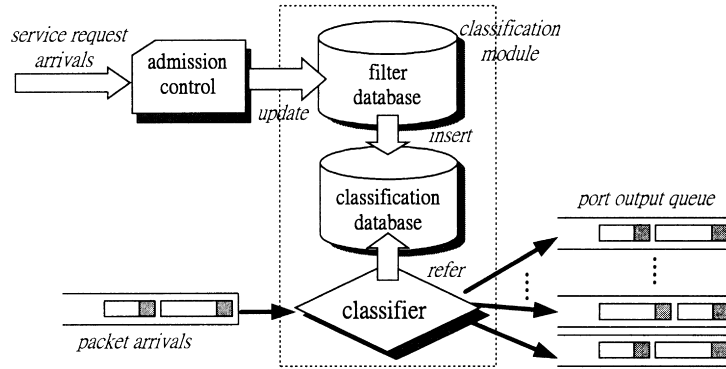 service request
arrivals
admission
control
update
filter
database
classification
module
insert
classification
database
port output queue
refer
classifier
packet arrivals